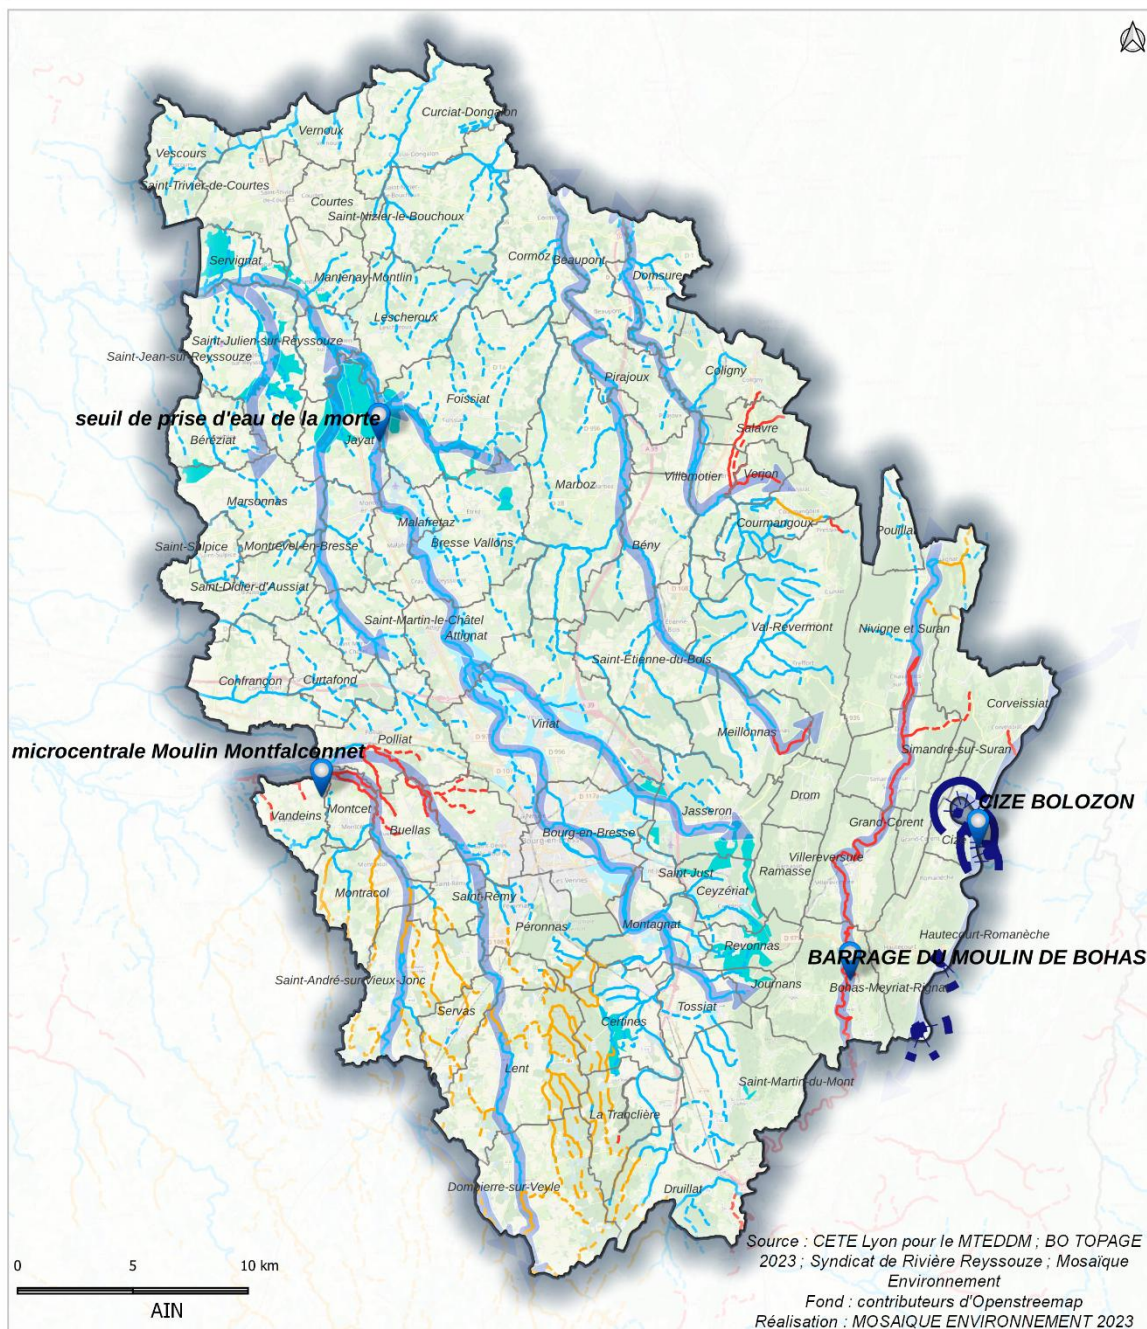 Curciat-Dongalon
Vernoux
Vescours
Saint-Trivier-de-Courtes
Courtes
Saint-Nizier-le-Bouchoux
Servignat
Mantenay-Montlin
Cormoz
Beaupont
Domsure
Lescheroux
Saint-Julien-sur-Reyssouze
Saint-Jean-sur-Reyssouze
Pirajoux
Coligny
Foissiat
seuil de prise d'eau de la morte
Salavre
Béréziat
Jayat
Verjon
Villemotier
Marboz
Marsonnas
Malafretaz
Courmangoux
Pouillat
Saint-Sulpice
Montrevel-en-Bresse
Bresse Vallons
Bény
Saint-Didier-d'Aussiat
Saint-Martin-le-Châtel
Attignat
Val-Revermont
Nivigne et Suran
Saint-Etienne-du-Bois
Confrançon
Curtafond
Corveissiat
Viriat
Meillonnas
Polliat
Simandre-sur-Suran
microcentrale Moulin Montfalconnet
Drom
CIZE BOLOZON
Vandeins
Montcet
Jasseron
Grand-Corent
Buellas
Bourg-en-Bresse
Cize
Villereversure
Saint-Just
Ramasse
Ceyzériat
Montracol
Saint-Rémy
Péronnas
Montagnat
Hautecourt-Romanèche
Revonnas
BARRAGE DU MOULIN DE BOHAS
Saint-André-sur-Vieux-Jonc
Journans
Bohas-Meyriat-Rigna
Servas
Tossiat
Certines
Lent
Saint-Martin-du-Mont
La Tranclière
Dompierre-sur-Veyle
Druillat
Source : CETE Lyon pour le MTEDDM ; BO TOPAGE
2023 ; Syndicat de Rivière Reyssouze ; Mosaïque
Environnement
Fond : contributeurs d'Openstreemap
Réalisation : MOSAIQUE ENVIRONNEMENT 2023
0 5 10 km
AIN